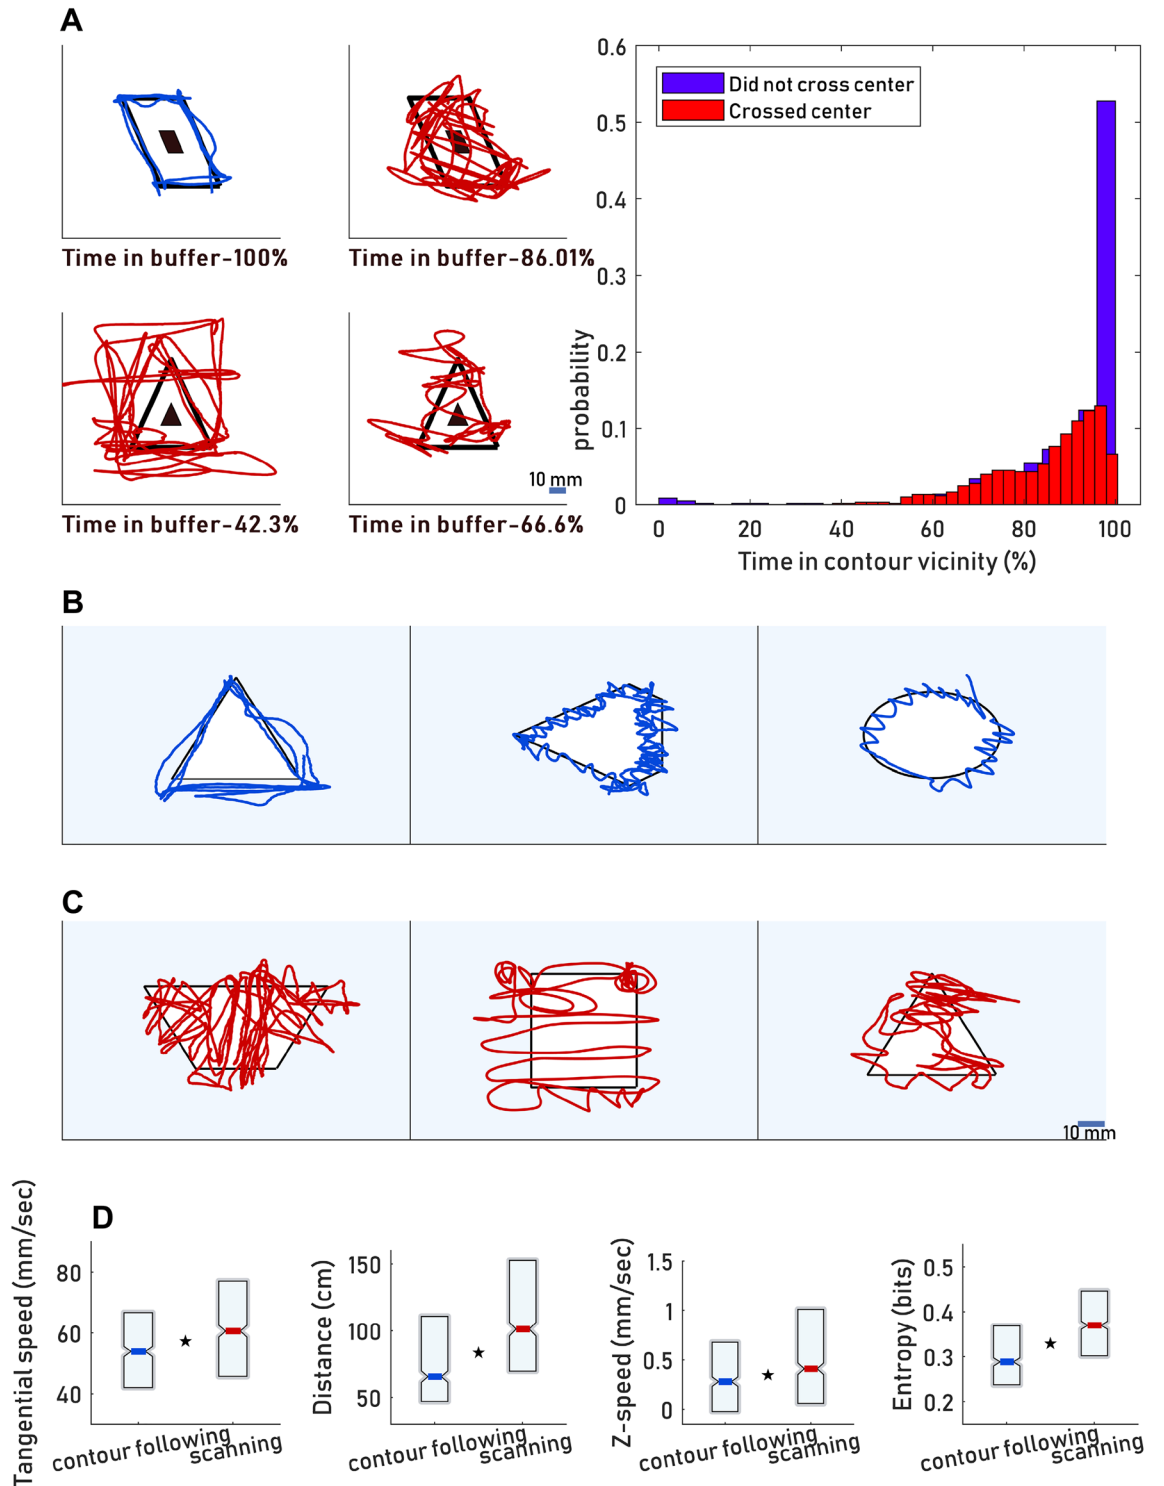 A
Time in buffer-100%
Time in buffer-86.01%
Time in buffer-42.3%
10 mm
Time in buffer-66.6%
probability
0.6
0.5
0.4
0.3
0.2
0.1
0
Did not cross center
Crossed center
0 20 40 60 80 100
Time in contour vicinity (%)
B
C
10 mm
D
Tangential speed (mm/sec)
80
60
40
contour following
scanning
Distance (cm)
150
100
50
contour following
scanning
Z-speed (mm/sec)
1.5
1
0.5
0
contour following
scanning
Entropy (bits)
0.5
0.4
0.3
0.2
contour following
scanning